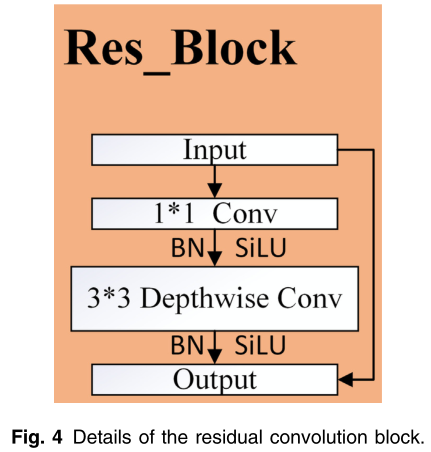 Res_Block
Input
1*1 Conv
BN SiLU
3*3 Depthwise Conv
BN SiLU
Output
Fig. 4 Details of the residual convolution block.